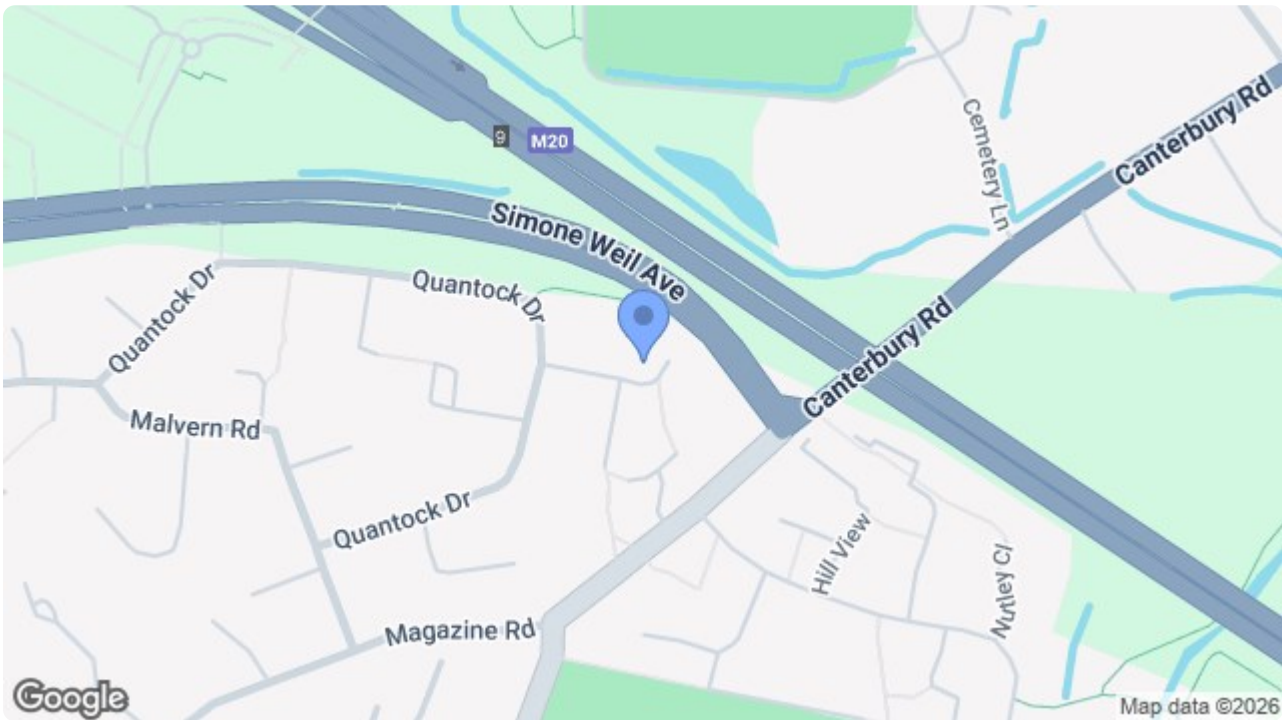 Canterbury Rd
Cemetery Ln
9
M20
Simone Weil Ave
Quantock Dr
Quantock Dr
Canterbury Rd
Malvern Rd
Quantock Dr
Hill View
Nutley Cl
Magazine Rd
Google
Map data ©2026